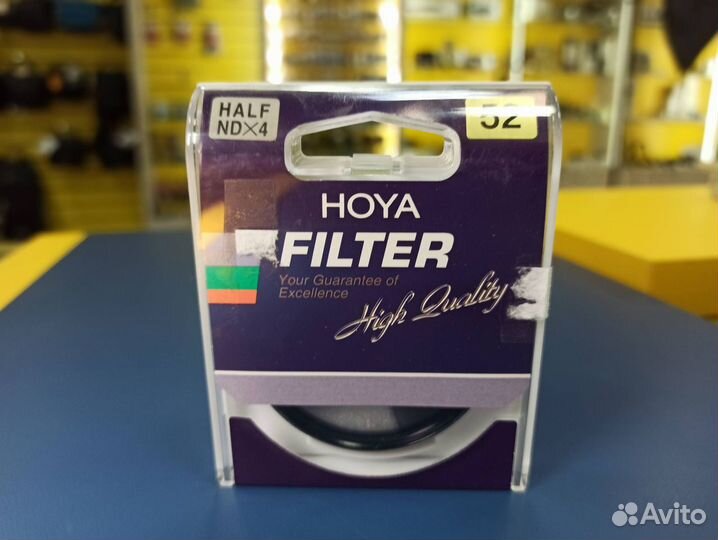 HALF
ND×4
52
HOYA
FILTER
Your Guarantee of
Excellence
High Quality
Avito